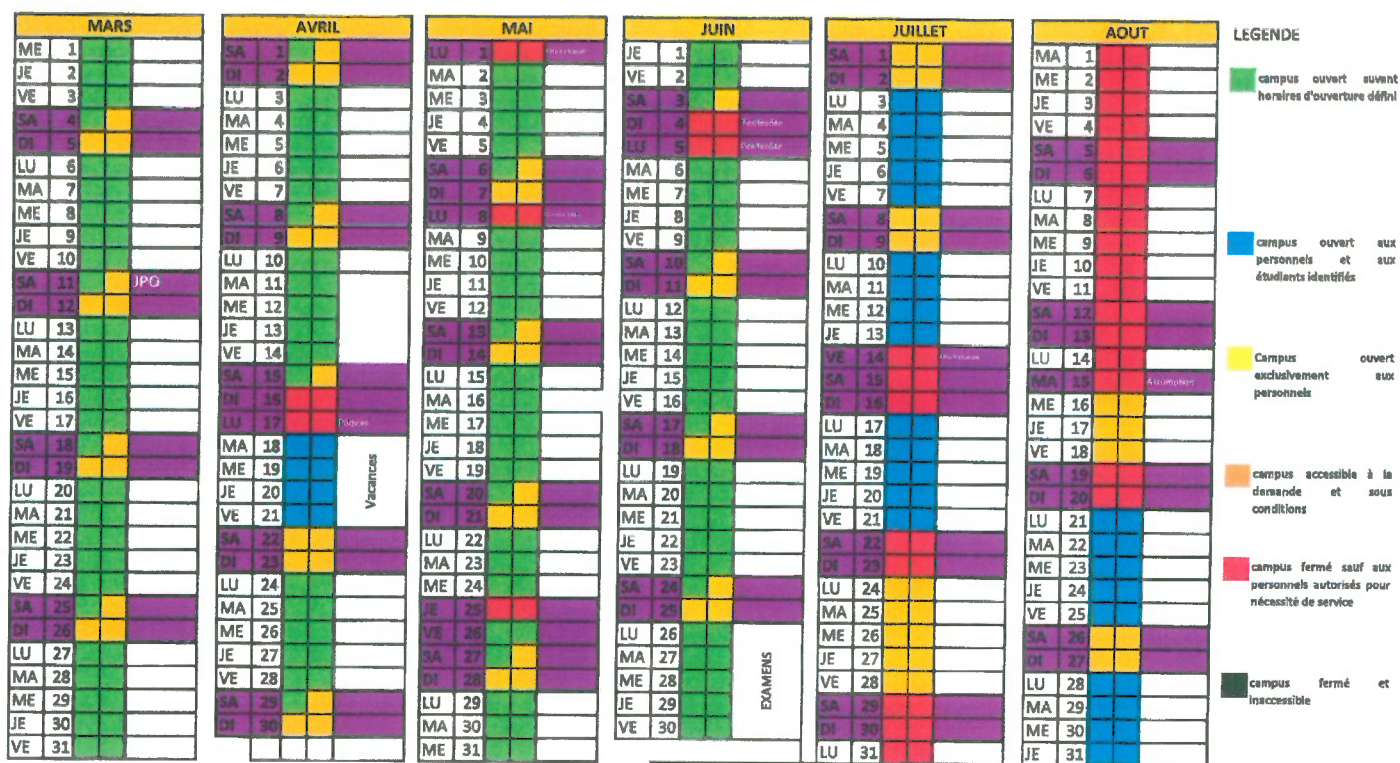 MARS
ME 1
JE 2
VE 3
SA 4
DI 5
LU 6
MA 7
ME 8
JE 9
VE 10
SA 11 JPO
DI 12
LU 13
MA 14
ME 15
JE 16
VE 17
SA 18
DI 19
LU 20
MA 21
ME 22
JE 23
VE 24
SA 25
DI 26
LU 27
MA 28
ME 29
JE 30
VE 31
AVRIL
SA 1
DI 2
LU 3
MA 4
ME 5
JE 6
VE 7
SA 8
DI 9
LU 10
MA 11
ME 12
JE 13
VE 14
SA 15
DI 16
LU 17 Pâques
MA 18
ME 19
JE 20
VE 21
Vacances
SA 22
DI 23
LU 24
MA 25
ME 26
JE 27
VE 28
SA 29
DI 30
MAI
LU 1
MA 2
ME 3
JE 4
VE 5
SA 6
DI 7
LU 8
MA 9
ME 10
JE 11
VE 12
SA 13
DI 14
LU 15
MA 16
ME 17
JE 18
VE 19
SA 20
DI 21
LU 22
MA 23
ME 24
JE 25
VE 26
SA 27
DI 28
LU 29
MA 30
ME 31
JUIN
JE 1
VE 2
SA 3
DI 4 Pentecôte
LU 5 Pentecôte
MA 6
ME 7
JE 8
VE 9
SA 10
DI 11
LU 12
MA 13
ME 14
JE 15
VE 16
SA 17
DI 18
LU 19
MA 20
ME 21
JE 22
VE 23
SA 24
DI 25
LU 26
MA 27
ME 28
JE 29
VE 30
EXAMENS
JUILLET
SA 1
DI 2
LU 3
MA 4
ME 5
JE 6
VE 7
SA 8
DI 9
LU 10
MA 11
ME 12
JE 13
VE 14
SA 15
DI 16
LU 17
MA 18
ME 19
JE 20
VE 21
SA 22
DI 23
LU 24
MA 25
ME 26
JE 27
VE 28
SA 29
DI 30
LU 31
AOUT
MA 1
ME 2
JE 3
VE 4
SA 5
DI 6
LU 7
MA 8
ME 9
JE 10
VE 11
SA 12
DI 13
LU 14
MA 15 Assomption
ME 16
JE 17
VE 18
SA 19
DI 20
LU 21
MA 22
ME 23
JE 24
VE 25
SA 26
DI 27
LU 28
MA 29
ME 30
JE 31
LEGENDE
campus ouvert suvent
horaires d'ouverture défini
campus ouvert aux
personnels et aux
étudiants identifiés
Campus ouvert
exclusivement aux
personnels
campus accessible à la
demande et sous
conditions
campus fermé sauf aux
personnels autorisés pour
nécessité de service
campus fermé et
inaccessible